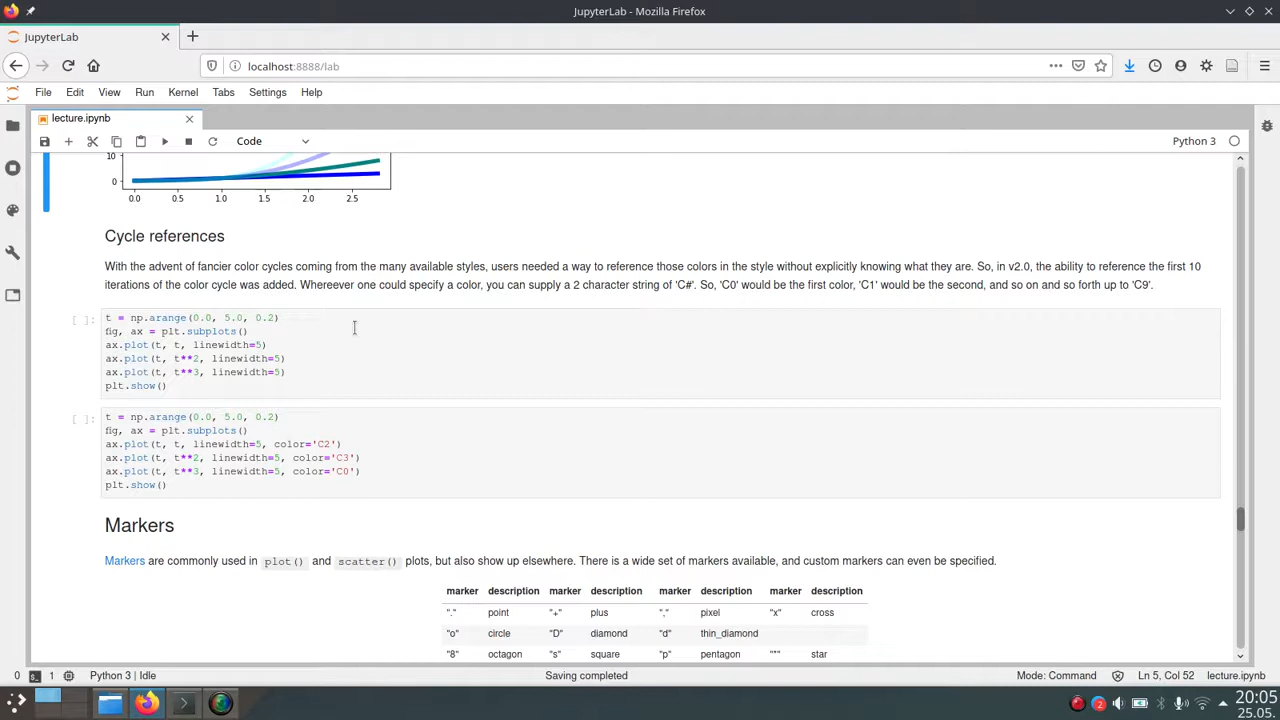 JupyterLab - Mozilla Firefox
JupyterLab
localhost:8888/lab
File Edit View Run Kernel Tabs Settings Help
lecture.ipynb
Code
Python 3
10
0
0.0 0.5 1.0 1.5 2.0 2.5
Cycle references
With the advent of fancier color cycles coming from the many available styles, users needed a way to reference those colors in the style without explicitly knowing what they are. So, in v2.0, the ability to reference the first 10
iterations of the color cycle was added. Whereever one could specify a color, you can supply a 2 character string of 'C#'. So, 'C0' would be the first color, 'C1' would be the second, and so on and so forth up to 'C9'.
[ ]: t = np.arange(0.0, 5.0, 0.2)
fig, ax = plt.subplots()
ax.plot(t, t, linewidth=5)
ax.plot(t, t**2, linewidth=5)
ax.plot(t, t**3, linewidth=5)
plt.show()
[ ]: t = np.arange(0.0, 5.0, 0.2)
fig, ax = plt.subplots()
ax.plot(t, t, linewidth=5, color='C2')
ax.plot(t, t**2, linewidth=5, color='C3')
ax.plot(t, t**3, linewidth=5, color='C0')
plt.show()
Markers
Markers are commonly used in plot() and scatter() plots, but also show up elsewhere. There is a wide set of markers available, and custom markers can even be specified.
marker description marker description marker description marker description
"." point "+" plus "," pixel "x" cross
"o" circle "D" diamond "d" thin_diamond
"8" octagon "s" square "p" pentagon "*" star
0 1 Python 3 | Idle Saving completed Mode: Command Ln 5, Col 52 lecture.ipynb
2
20:05
25.05.